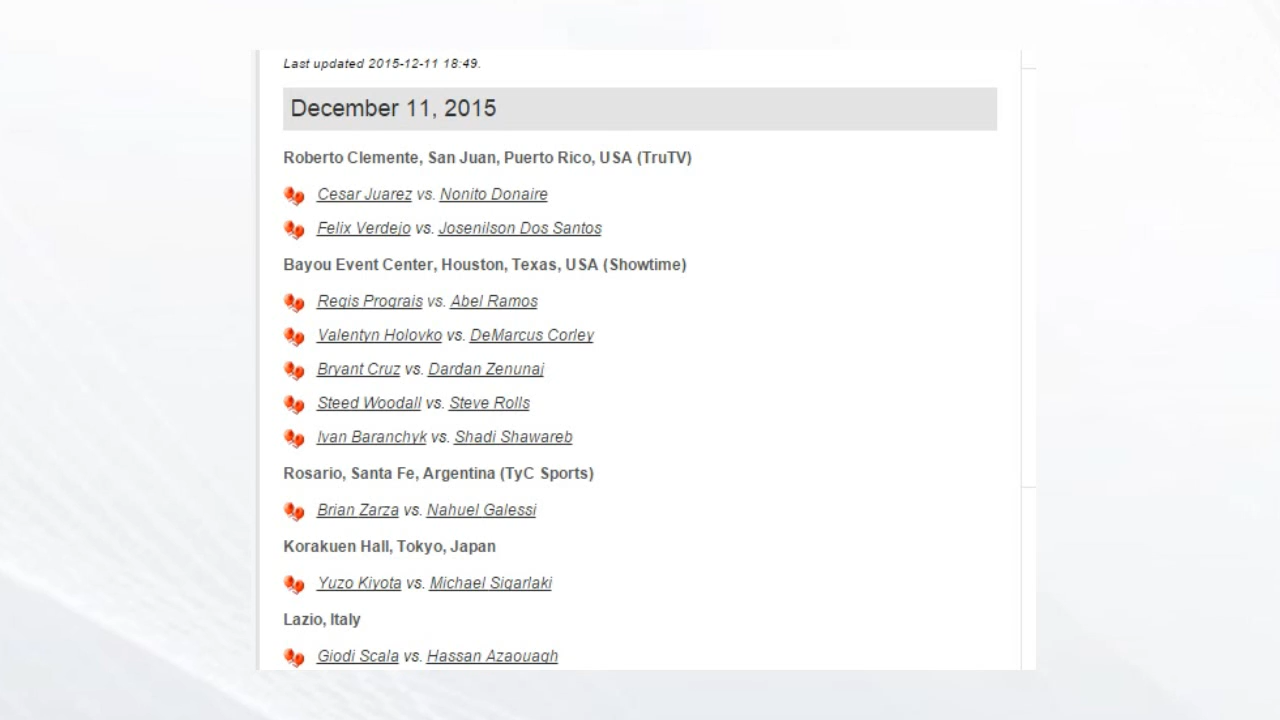 Last updated 2015-12-11 18:49.
December 11, 2015
Roberto Clemente, San Juan, Puerto Rico, USA (TruTV)
Cesar Juarez vs. Nonito Donaire
Felix Verdejo vs. Josenilson Dos Santos
Bayou Event Center, Houston, Texas, USA (Showtime)
Regis Prograis vs. Abel Ramos
Valentyn Holovko vs. DeMarcus Corley
Bryant Cruz vs. Dardan Zenunaj
Steed Woodall vs. Steve Rolls
Ivan Baranchyk vs. Shadi Shawareb
Rosario, Santa Fe, Argentina (TyC Sports)
Brian Zarza vs. Nahuel Galessi
Korakuen Hall, Tokyo, Japan
Yuzo Kiyota vs. Michael Sigarlaki
Lazio, Italy
Giodi Scala vs. Hassan Azaouagh